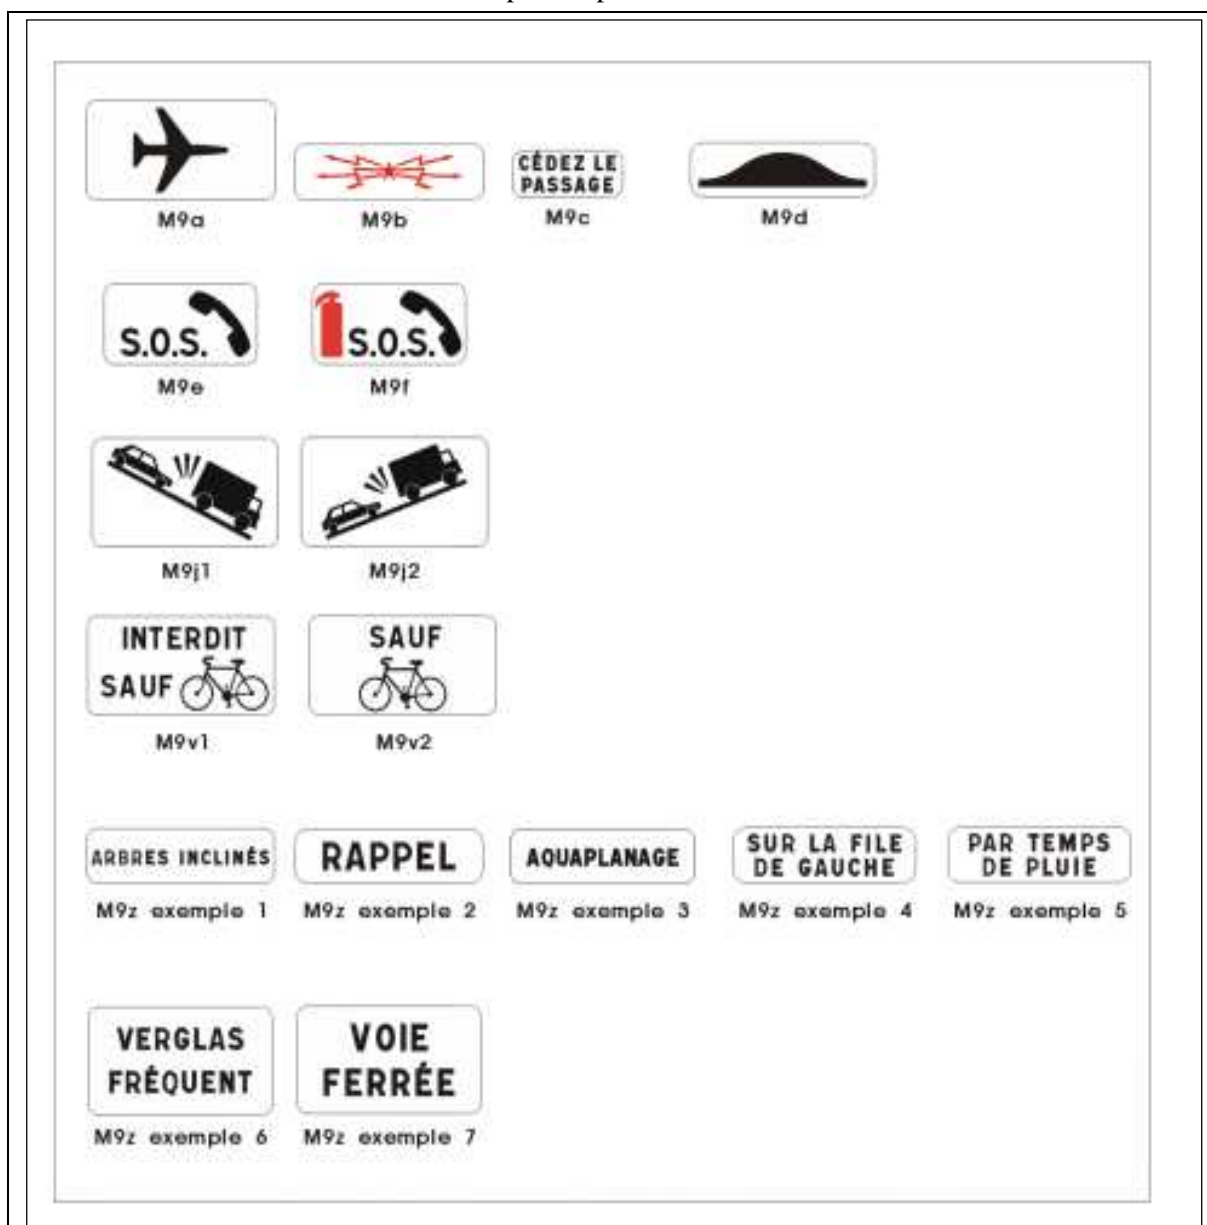 CÉDEZ LE
PASSAGE
M9a
M9b
M9c
M9d
S.O.S.
S.O.S.
M9e
M9f
M9j1
M9j2
INTERDIT
SAUF
SAUF
M9v1
M9v2
ARBRES INCLINÉS
RAPPEL
AQUAPLANAGE
SUR LA FILE
DE GAUCHE
PAR TEMPS
DE PLUIE
M9z exemple 1
M9z exemple 2
M9z exemple 3
M9z exemple 4
M9z exemple 5
VERGLAS
FRÉQUENT
VOIE
FERRÉE
M9z exemple 6
M9z exemple 7